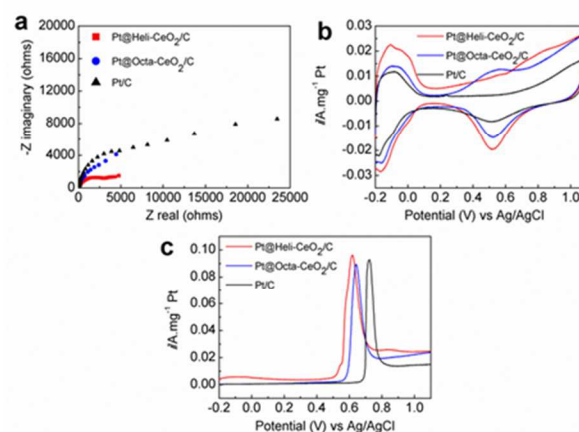 a
Pt@Heli-CeO₂/C
Pt@Octa-CeO₂/C
Pt/C
-Z imaginary (ohms)
20000
16000
12000
8000
4000
0
0 5000 10000 15000 20000 25000
Z real (ohms)
b
Pt@Heli-CeO₂/C
Pt@Octa-CeO₂/C
Pt/C
i/A.mg⁻¹ Pt
0.03
0.02
0.01
0.00
-0.01
-0.02
-0.03
-0.2 0.0 0.2 0.4 0.6 0.8 1.0
Potential (V) vs Ag/AgCl
c
Pt@Heli-CeO₂/C
Pt@Octa-CeO₂/C
Pt/C
i/A.mg⁻¹ Pt
0.10
0.08
0.06
0.04
0.02
0.00
-0.2 0.0 0.2 0.4 0.6 0.8 1.0
Potential (V) vs Ag/AgCl